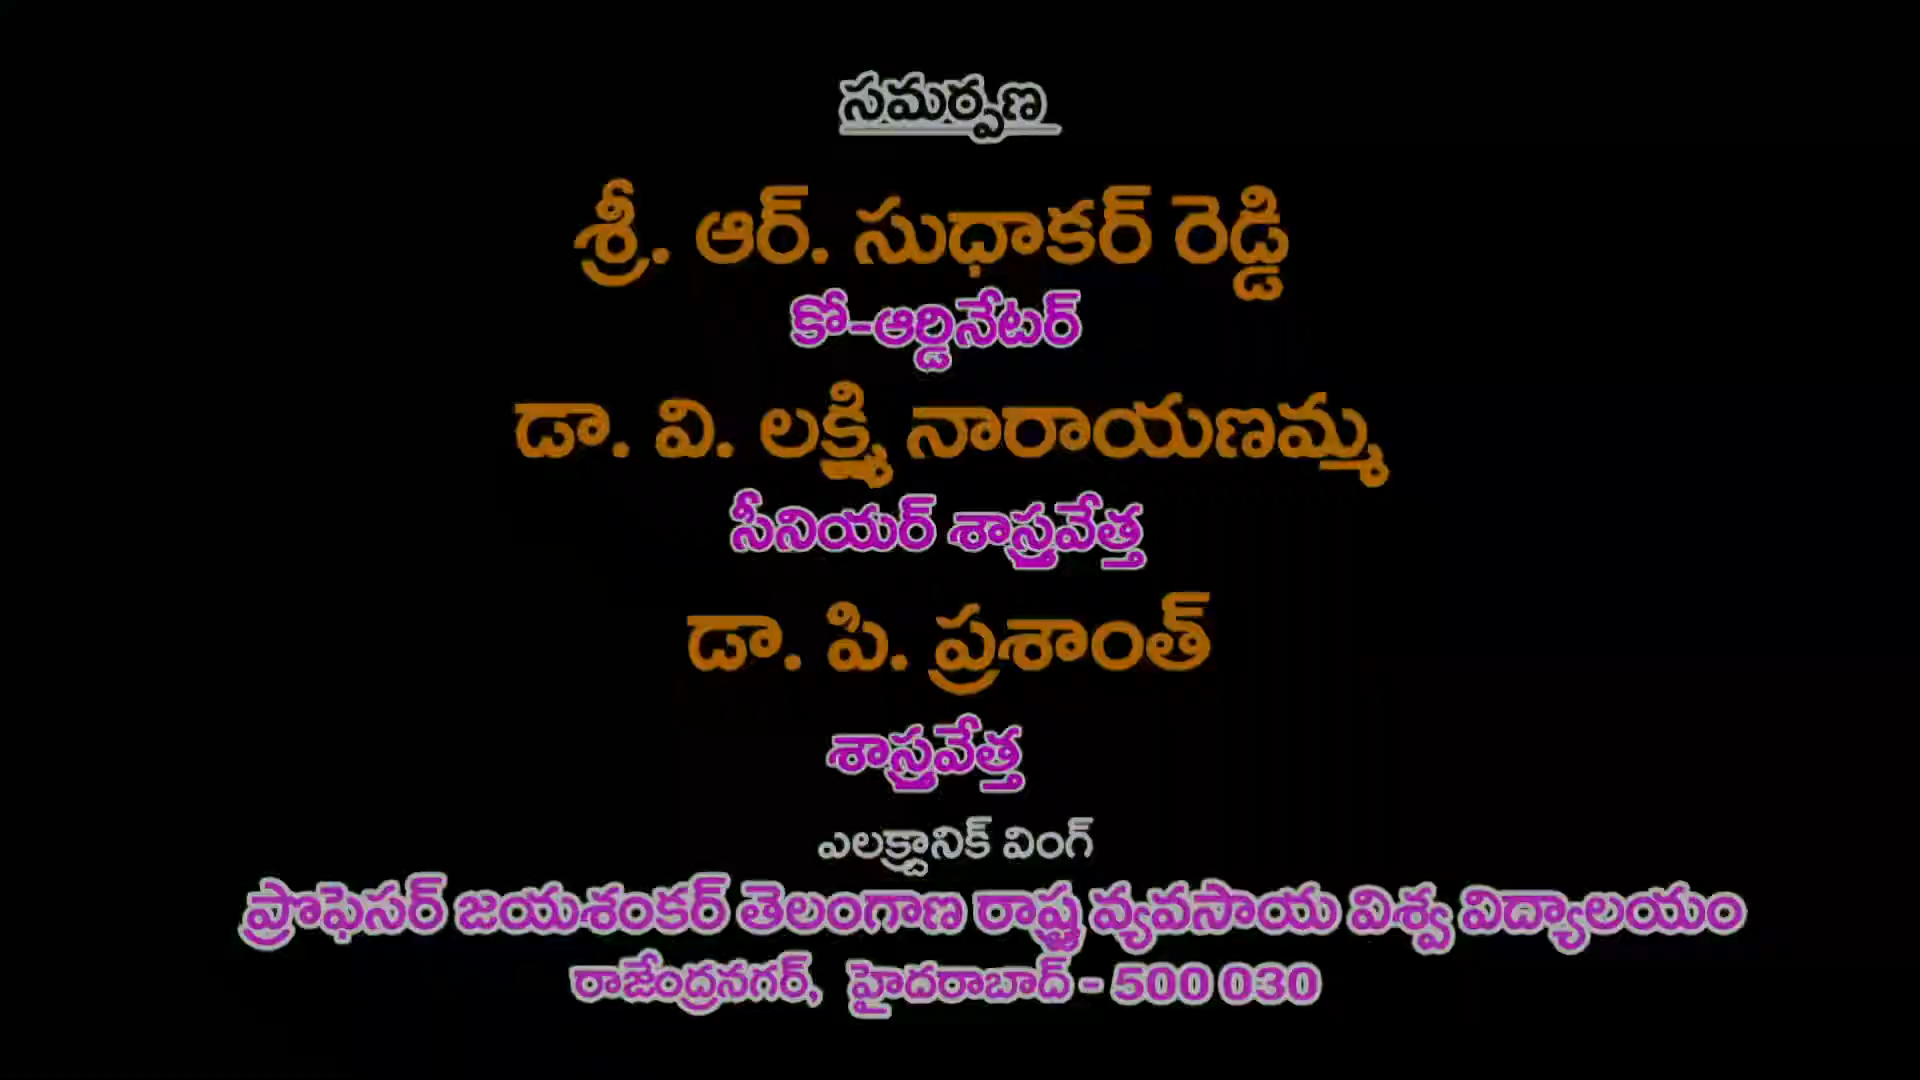 సమర్పణ
శ్రీ. ఆర్. సుధాకర్ రెడ్డి
కో-ఆర్డినేటర్
డా. వి. లక్ష్మి నారాయణమ్మ
సీనియర్ శాస్త్రవేత్త
డా. పి. ప్రశాంత్
శాస్త్రవేత్త
ఎలక్ట్రానిక్ వింగ్
ప్రొఫెసర్ జయశంకర్ తెలంగాణ రాష్ట్ర వ్యవసాయ విశ్వ విద్యాలయం
రాజేంద్రనగర్, హైదరాబాద్ - 500 030